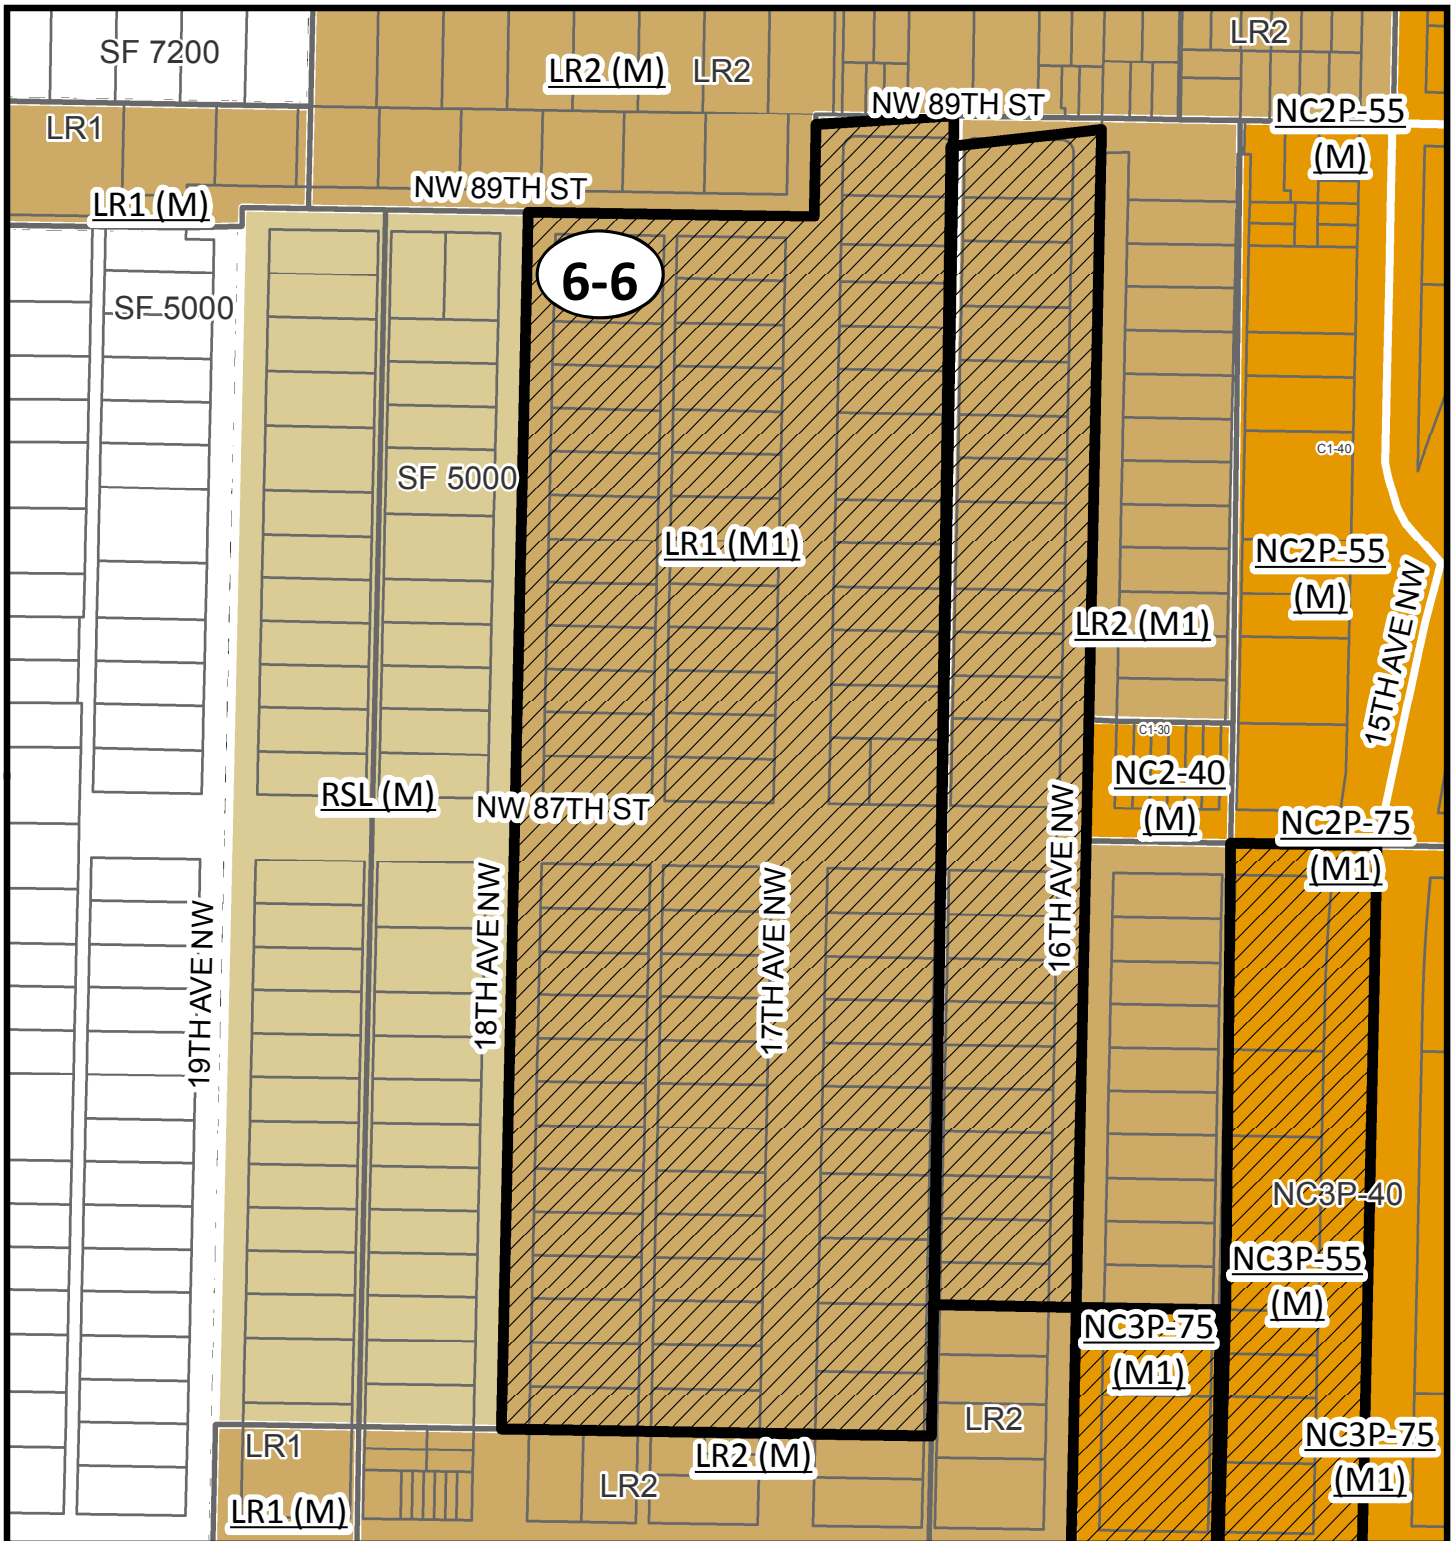 SF 7200
LR2 (M)
LR2
LR2
NW 89TH ST
NC2P-55
(M)
LR1
NW 89TH ST
LR1 (M)
6-6
SF 5000
C1-40
SF 5000
LR1 (M1)
NC2P-55
(M)
15TH AVE NW
LR2 (M1)
C1-30
NC2-40
(M)
RSL (M)
NW 87TH ST
NC2P-75
(M1)
19TH AVE NW
18TH AVE NW
17TH AVE NW
16TH AVE NW
NC3P-40
NC3P-55
(M)
NC3P-75
(M1)
LR2
NC3P-75
(M1)
LR1
LR2 (M)
LR2
LR1 (M)